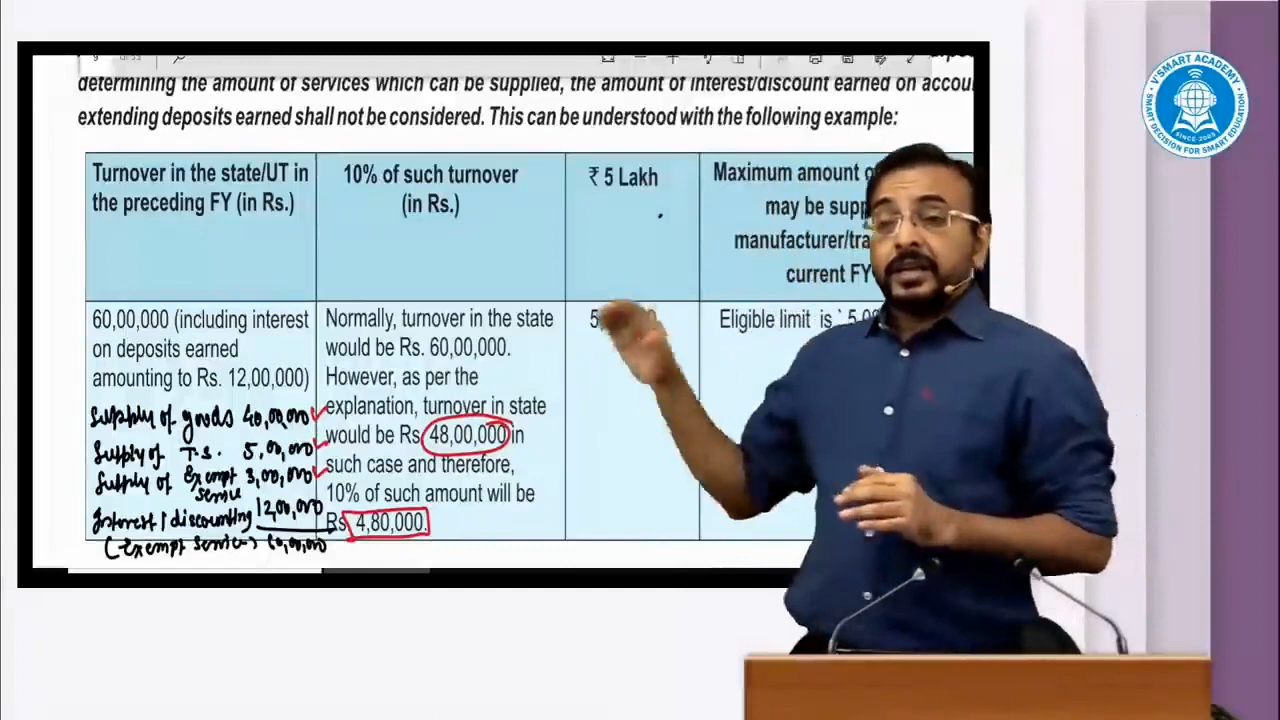 determining the amount of services which can be supplied, the amount of interest/discount earned on
extending deposits earned shall not be considered. This can be understood with the following example:
Turnover in the state/UT in
the preceding FY (in Rs.)
10% of such turnover
(in Rs.)
₹ 5 Lakh
Maximum amount
may be
manufacturer/
current FY
60,00,000 (including interest
on deposits earned
amounting to Rs. 12,00,000)
Supply of goods 40,00,000
Supply of T.S. 5,00,000
Supply of Exempt 3,00,000
service
Interest / discounting 12,00,000
(Exempt services) 60,00,000
Normally, turnover in the state
would be Rs. 60,00,000.
However, as per the
explanation, turnover in state
would be Rs. 48,00,000 in
such case and therefore,
10% of such amount will be
Rs. 4,80,000.
Eligible limit is
V'SMART ACADEMY
SMART DECISION FOR SMART EDUCATION
SINCE-2005